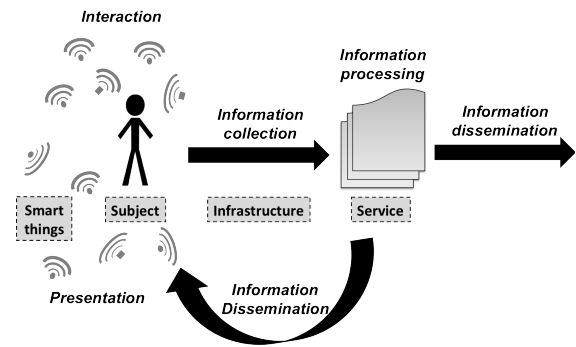 Interaction
Information
processing
Information
collection
Information
dissemination
Smart
things
Subject
Infrastructure
Service
Presentation
Information
Dissemination